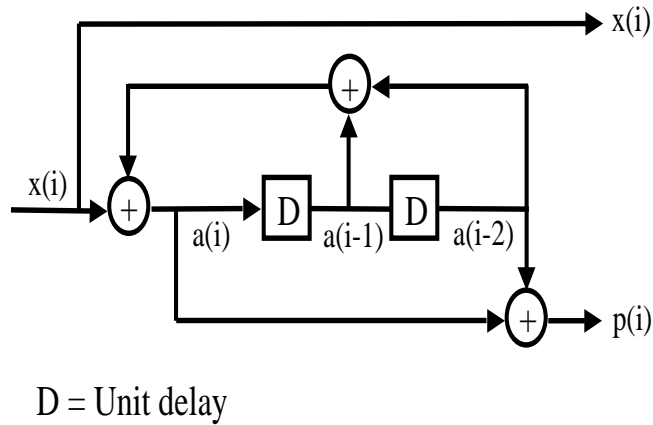 x(i)
+
x(i)
+
D
D
a(i)
a(i-1)
a(i-2)
+
p(i)
D = Unit delay